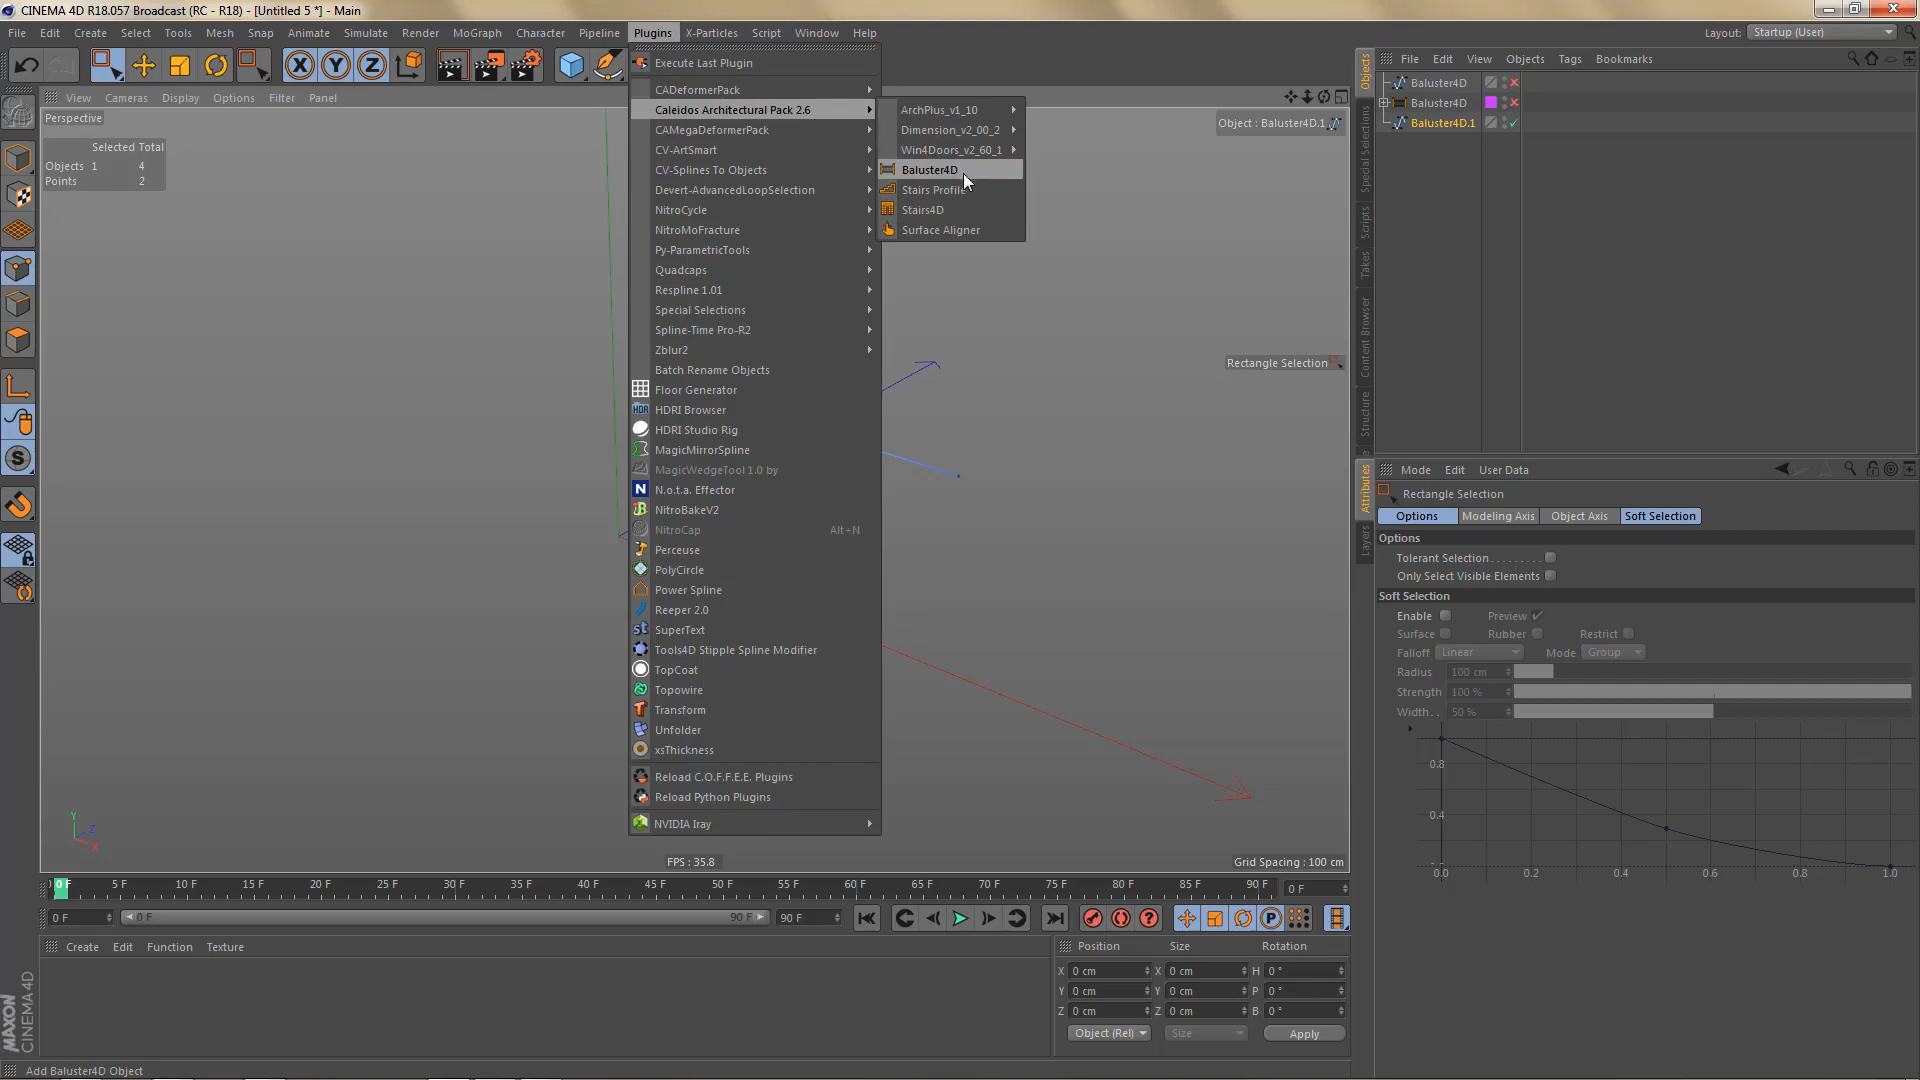 CINEMA 4D R18.057 Broadcast (RC - R18) - [Untitled 5 *] - Main
File Edit Create Select Tools Mesh Snap Animate Simulate Render MoGraph Character Pipeline Plugins X-Particles Script Window Help
Layout: Startup (User)
X Y Z
View Cameras Display Options Filter Panel
Perspective
Selected Total
Objects 1 4
Points 2
Object : Baluster4D.1
Rectangle Selection
Execute Last Plugin
CADeformerPack
Caleidos Architectural Pack 2.6
CAMegaDeformerPack
CV-ArtSmart
CV-Splines To Objects
Devert-AdvancedLoopSelection
NitroCycle
NitroMoFracture
Py-ParametricTools
Quadcaps
Respline 1.01
Special Selections
Spline-Time Pro-R2
Zblur2
Batch Rename Objects
Floor Generator
HDRI Browser
HDRI Studio Rig
MagicMirrorSpline
MagicWedgeTool 1.0 by
N.o.t.a. Effector
NitroBakeV2
NitroCap Alt+N
Perceuse
PolyCircle
Power Spline
Reeper 2.0
SuperText
Tools4D Stipple Spline Modifier
TopCoat
Topowire
Transform
Unfolder
xsThickness
Reload C.O.F.F.E.E. Plugins
Reload Python Plugins
NVIDIA Iray
ArchPlus_v1_10
Dimension_v2_00_2
Win4Doors_v2_60_1
Baluster4D
Stairs Profile
Stairs4D
Surface Aligner
FPS : 35.8
Grid Spacing : 100 cm
Y
Z
X
File Edit View Objects Tags Bookmarks
Baluster4D
Baluster4D
Baluster4D.1
Objects
Special Selections
Takes
Content Browser
Structure
Attributes
Layers
Mode Edit User Data
Rectangle Selection
Options Modeling Axis Object Axis Soft Selection
Options
Tolerant Selection
Only Select Visible Elements
Soft Selection
Enable Preview
Surface Rubber Restrict
Falloff Linear Mode Group
Radius 100 cm
Strength 100 %
Width . . 50 %
0.8
0.4
0.0 0.2 0.4 0.6 0.8 1.0
0 F 5 F 10 F 15 F 20 F 25 F 30 F 35 F 40 F 45 F 50 F 55 F 60 F 65 F 70 F 75 F 80 F 85 F 90 F 0 F
0 F 0 F 90 F 90 F
Create Edit Function Texture
Position Size Rotation
X 0 cm X 0 cm H 0 °
Y 0 cm Y 0 cm P 0 °
Z 0 cm Z 0 cm B 0 °
Object (Rel) Size Apply
MAXON
CINEMA 4D
Add Baluster4D Object